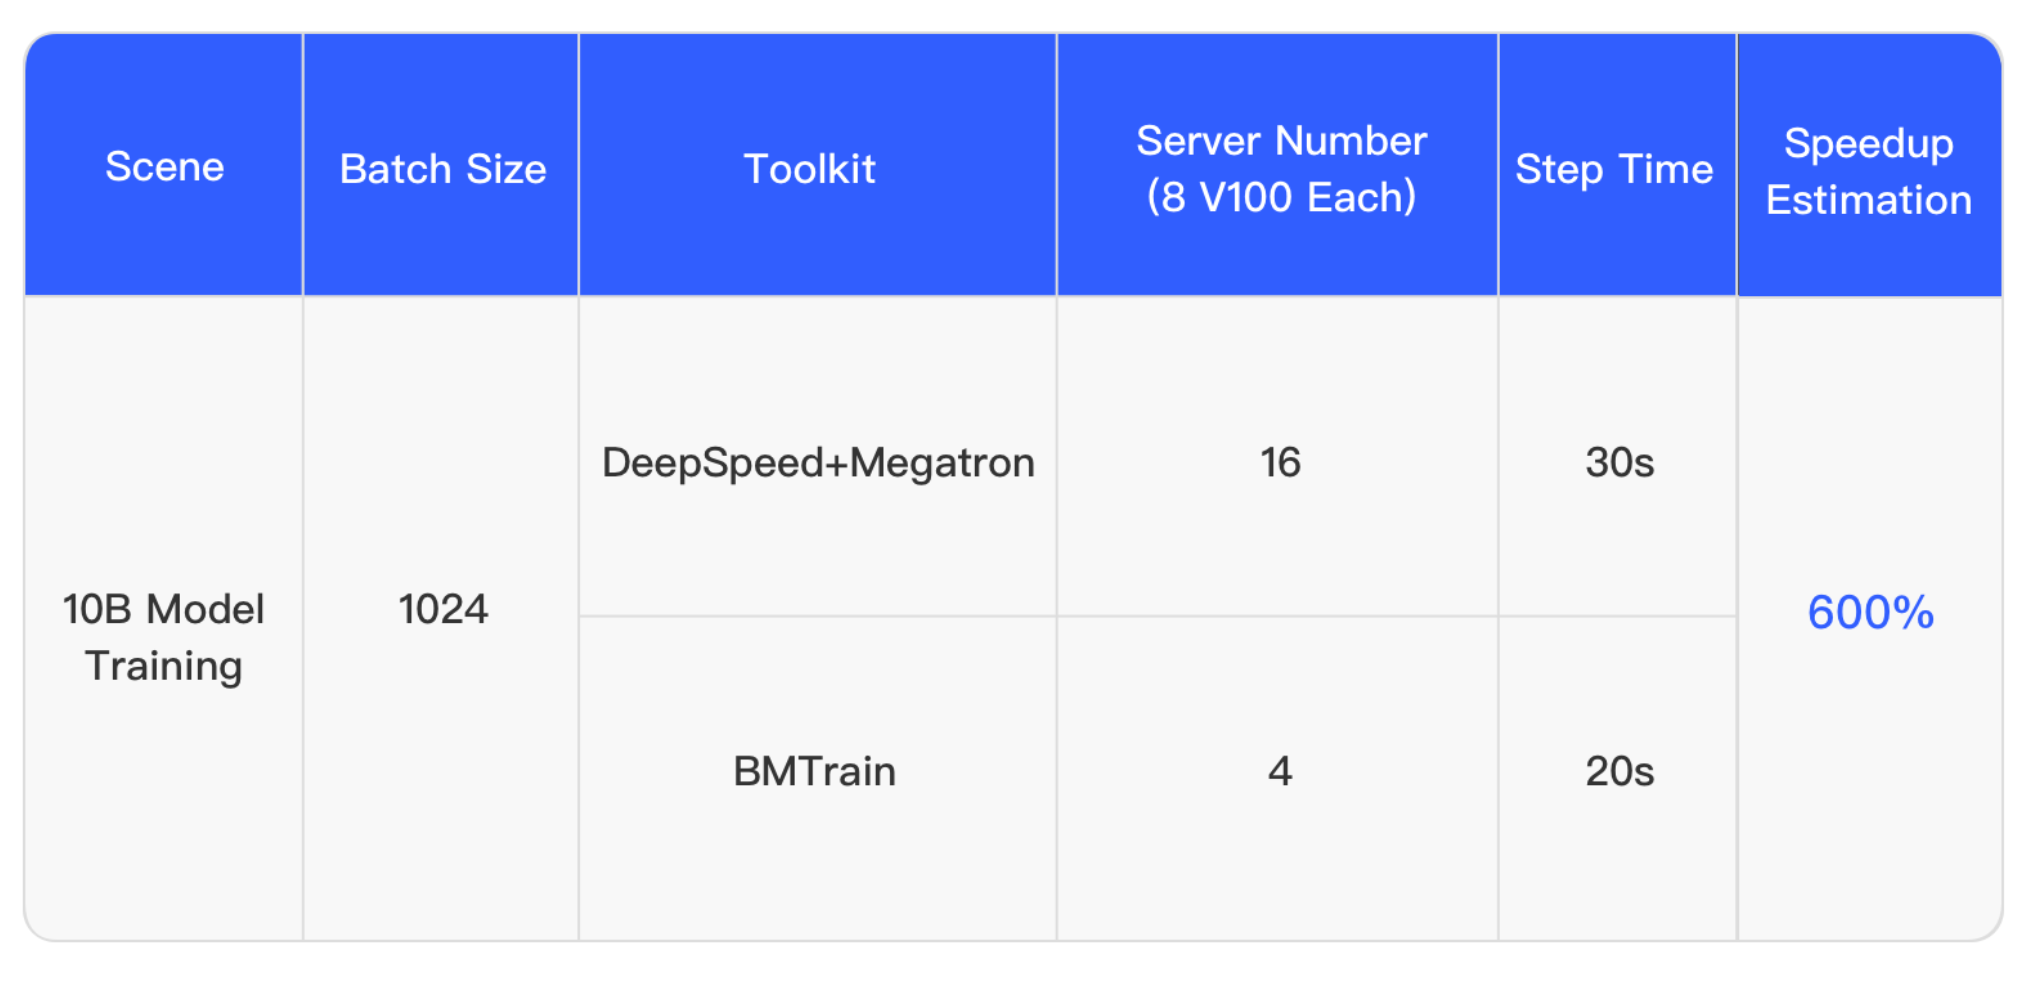 Scene
Batch Size
Toolkit
Server Number
(8 V100 Each)
Step Time
Speedup
Estimation
10B Model
Training
1024
DeepSpeed+Megatron
16
30s
BMTrain
4
20s
600%